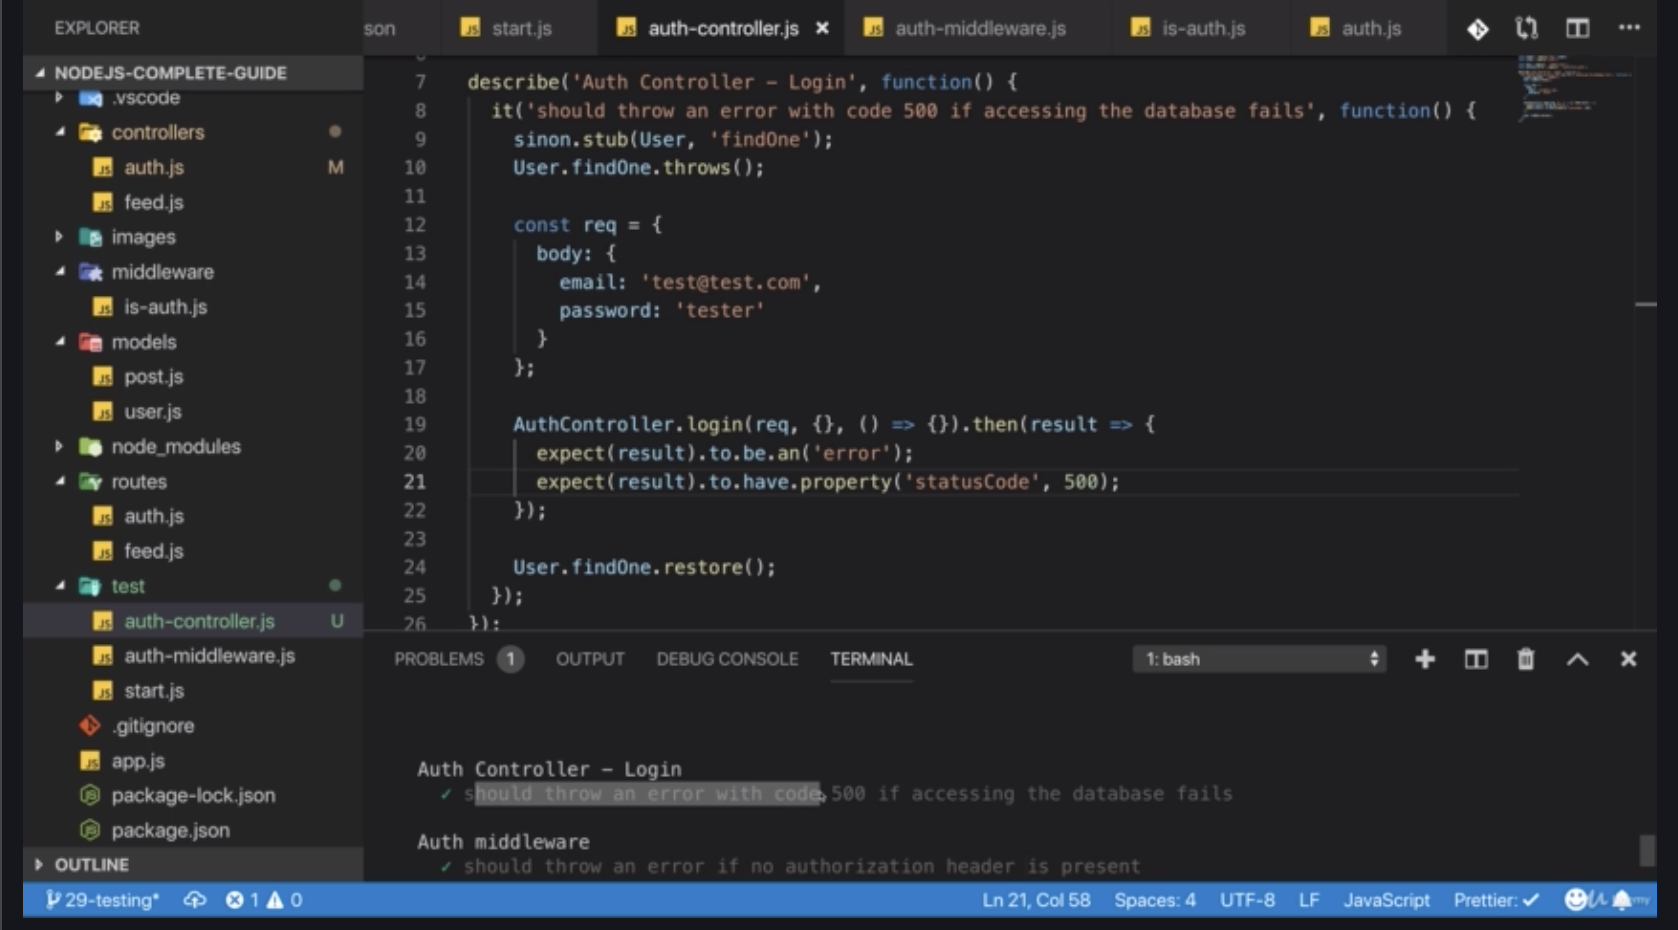 EXPLORER
son
start.js
auth-controller.js
auth-middleware.js
is-auth.js
auth.js
NODEJS-COMPLETE-GUIDE
.vscode
controllers
auth.js M
feed.js
images
middleware
is-auth.js
models
post.js
user.js
node_modules
routes
auth.js
feed.js
test
auth-controller.js U
auth-middleware.js
start.js
.gitignore
app.js
package-lock.json
package.json
OUTLINE
7 describe('Auth Controller – Login', function() {
8 it('should throw an error with code 500 if accessing the database fails', function() {
9 sinon.stub(User, 'findOne');
10 User.findOne.throws();
11
12 const req = {
13 body: {
14 email: 'test@test.com',
15 password: 'tester'
16 }
17 };
18
19 AuthController.login(req, {}, () => {}).then(result => {
20 expect(result).to.be.an('error');
21 expect(result).to.have.property('statusCode', 500);
22 });
23
24 User.findOne.restore();
25 });
26 });
PROBLEMS 1 OUTPUT DEBUG CONSOLE TERMINAL 1: bash
Auth Controller – Login
✓ should throw an error with code 500 if accessing the database fails
Auth middleware
✓ should throw an error if no authorization header is present
29-testing* 1 0 Ln 21, Col 58 Spaces: 4 UTF-8 LF JavaScript Prettier: ✓